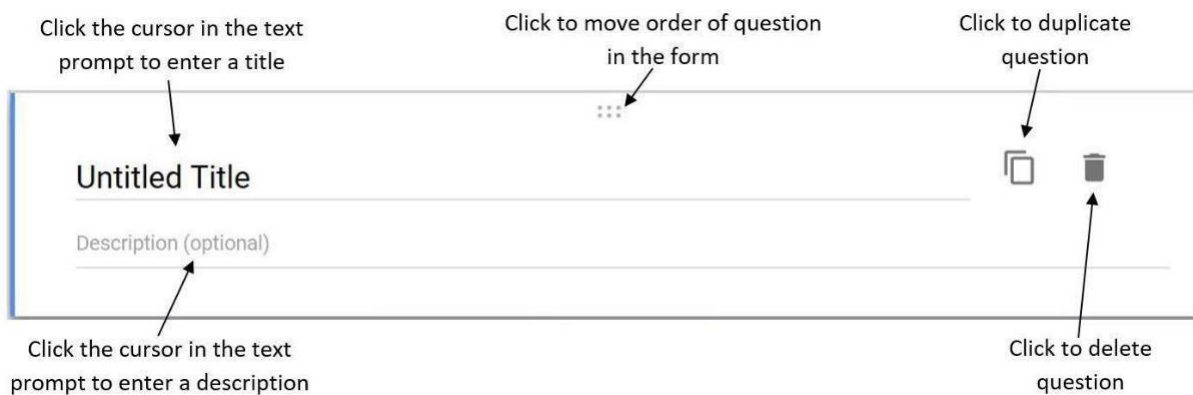 Click the cursor in the text
prompt to enter a title
Click to move order of question
in the form
Click to duplicate
question
Untitled Title
Description (optional)
Click the cursor in the text
prompt to enter a description
Click to delete
question